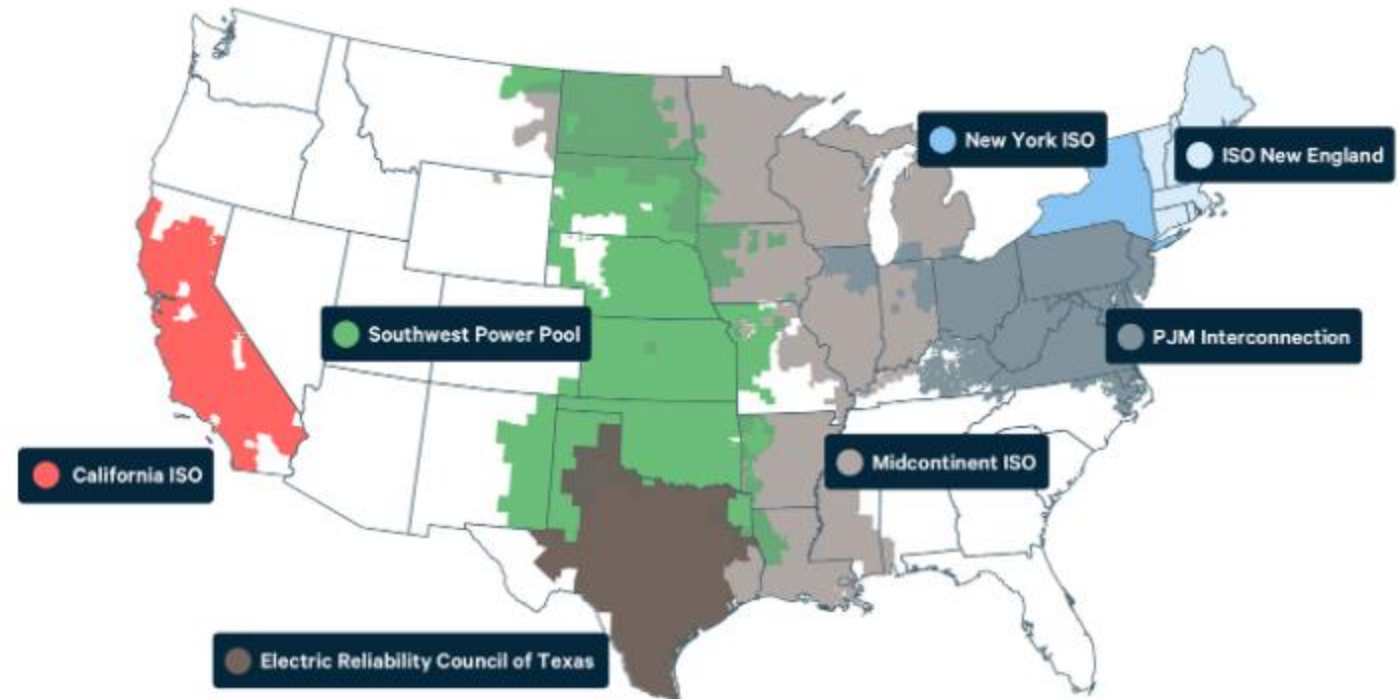 New York ISO
ISO New England
Southwest Power Pool
PJM Interconnection
California ISO
Midcontinent ISO
Electric Reliability Council of Texas